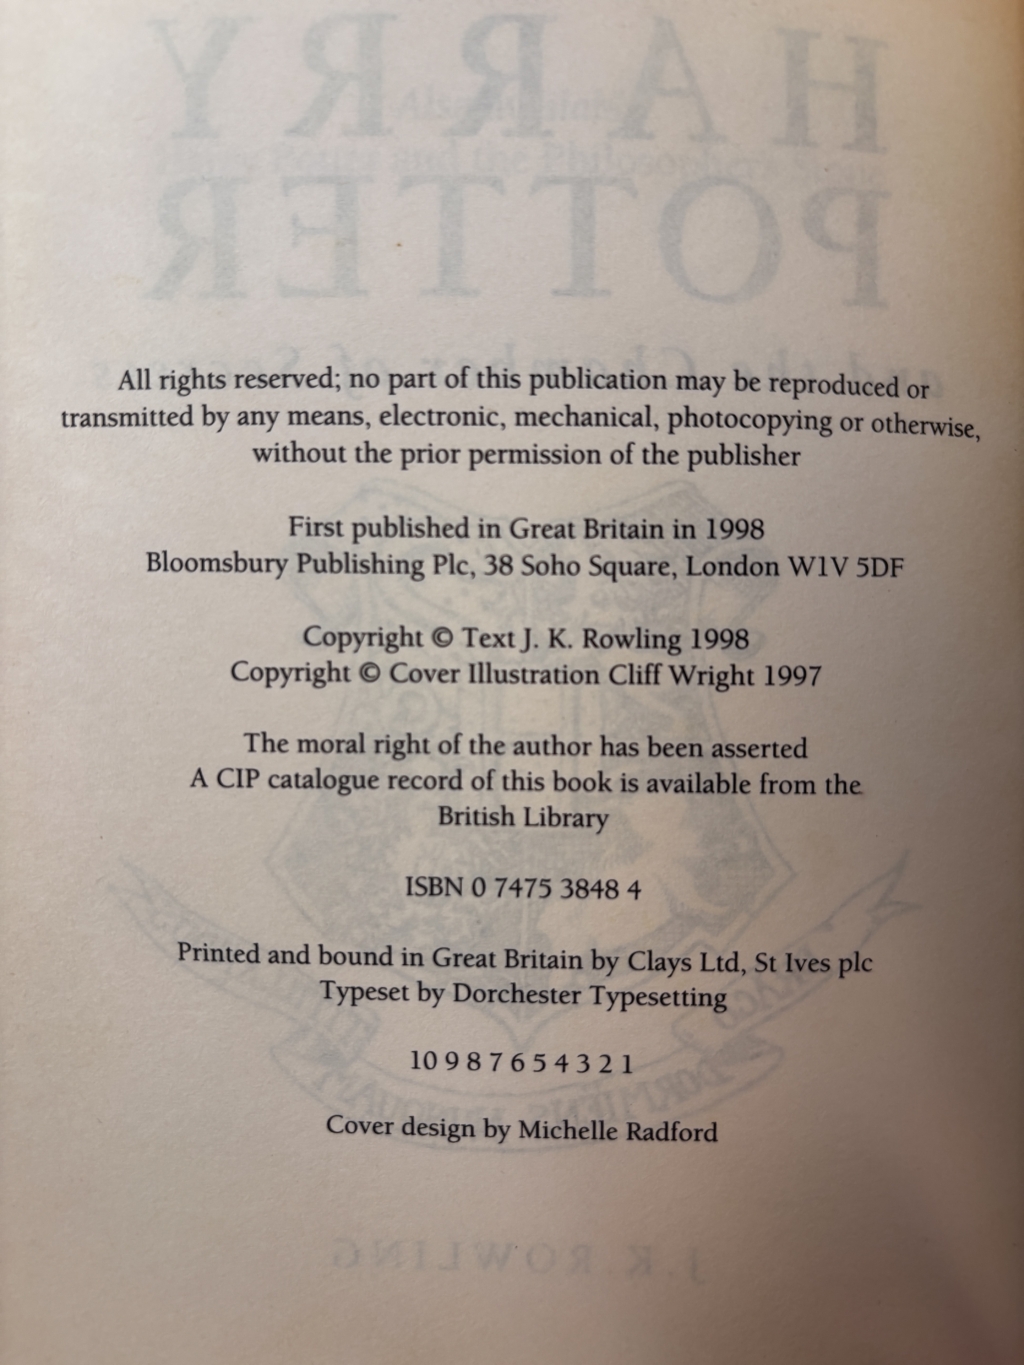 HARRY
POTTER
All rights reserved; no part of this publication may be reproduced or
transmitted by any means, electronic, mechanical, photocopying or otherwise,
without the prior permission of the publisher
First published in Great Britain in 1998
Bloomsbury Publishing Plc, 38 Soho Square, London W1V 5DF
Copyright © Text J. K. Rowling 1998
Copyright © Cover Illustration Cliff Wright 1997
The moral right of the author has been asserted
A CIP catalogue record of this book is available from the
British Library
ISBN 0 7475 3848 4
Printed and bound in Great Britain by Clays Ltd, St Ives plc
Typeset by Dorchester Typesetting
10 9 8 7 6 5 4 3 2 1
Cover design by Michelle Radford
J. K. ROWLING